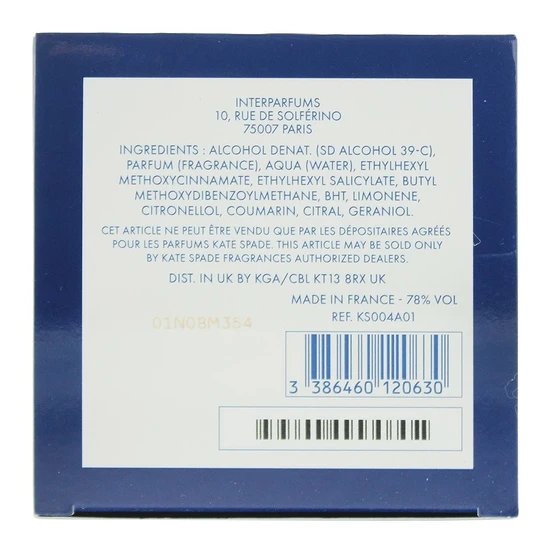 INTERPARFUMS
10, RUE DE SOLFÉRINO
75007 PARIS
INGREDIENTS : ALCOHOL DENAT. (SD ALCOHOL 39-C),
PARFUM (FRAGRANCE), AQUA (WATER), ETHYLHEXYL
METHOXYCINNAMATE, ETHYLHEXYL SALICYLATE, BUTYL
METHOXYDIBENZOYLMETHANE, BHT, LIMONENE,
CITRONELLOL, COUMARIN, CITRAL, GERANIOL.
CET ARTICLE NE PEUT ÊTRE VENDU QUE PAR LES DÉPOSITAIRES AGRÉÉS
POUR LES PARFUMS KATE SPADE. THIS ARTICLE MAY BE SOLD ONLY
BY KATE SPADE FRAGRANCES AUTHORIZED DEALERS.
DIST. IN UK BY KGA/CBL KT13 8RX UK
MADE IN FRANCE - 78% VOL
01N08M354
REF. KS004A01
3 386460 120630